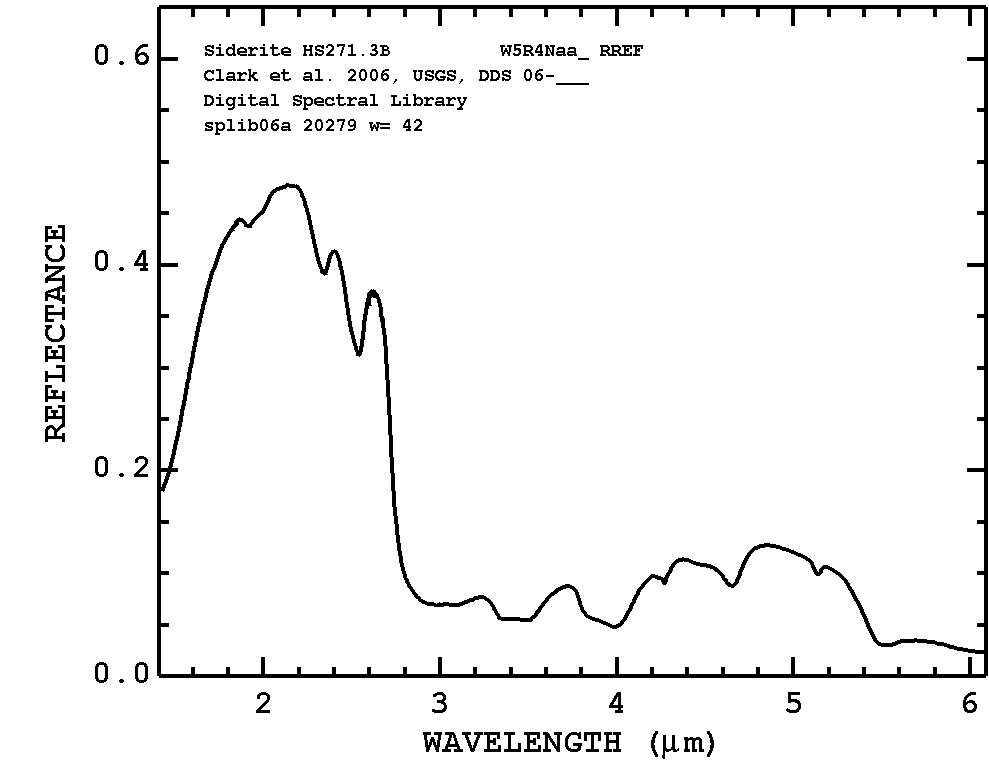 Siderite HS271.3B W5R4Naa_ RREF
Clark et al. 2006, USGS, DDS 06-___
Digital Spectral Library
splib06a 20279 w= 42
REFLECTANCE
0.6
0.4
0.2
0.0
2 3 4 5 6
WAVELENGTH (μm)